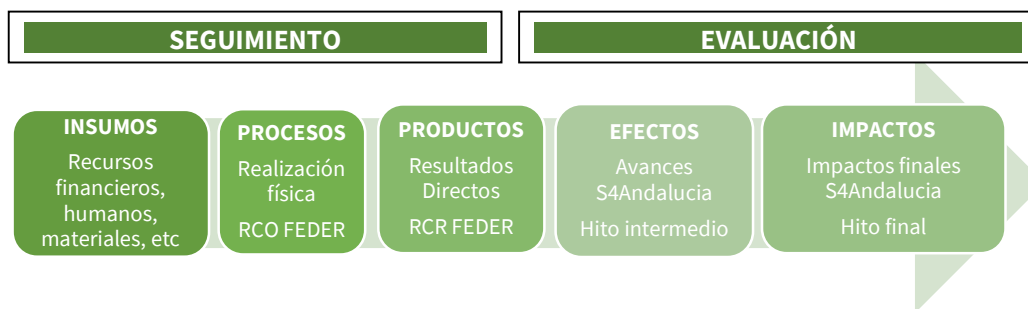 SEGUIMIENTO
EVALUACIÓN
INSUMOS
Recursos
financieros,
humanos,
materiales, etc
PROCESOS
Realización
física
RCO FEDER
PRODUCTOS
Resultados
Directos
RCR FEDER
EFECTOS
Avances
S4Andalucia
Hito intermedio
IMPACTOS
Impactos finales
S4Andalucia
Hito final